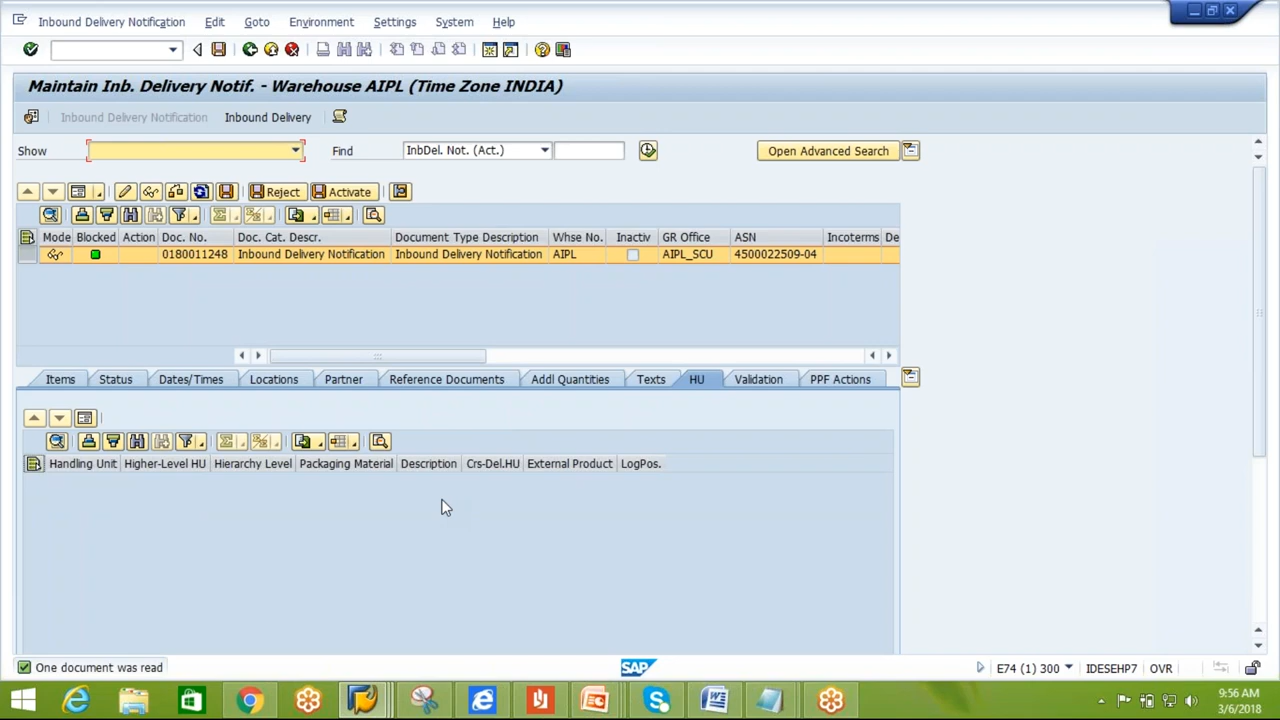 Inbound Delivery Notification Edit Goto Environment Settings System Help
Maintain Inb. Delivery Notif. - Warehouse AIPL (Time Zone INDIA)
Inbound Delivery Notification Inbound Delivery
Show Find InbDel. Not. (Act.) Open Advanced Search
Reject Activate
Mode Blocked Action Doc. No. Doc. Cat. Descr. Document Type Description Whse No. Inactiv GR Office ASN Incoterms De
0180011248 Inbound Delivery Notification Inbound Delivery Notification AIPL AIPL_SCU 4500022509-04
Items Status Dates/Times Locations Partner Reference Documents Addl Quantities Texts HU Validation PPF Actions
Handling Unit Higher-Level HU Hierarchy Level Packaging Material Description Crs-Del.HU External Product LogPos.
One document was read SAP E74 (1) 300 IDESEHP7 OVR
9:56 AM
3/6/2018